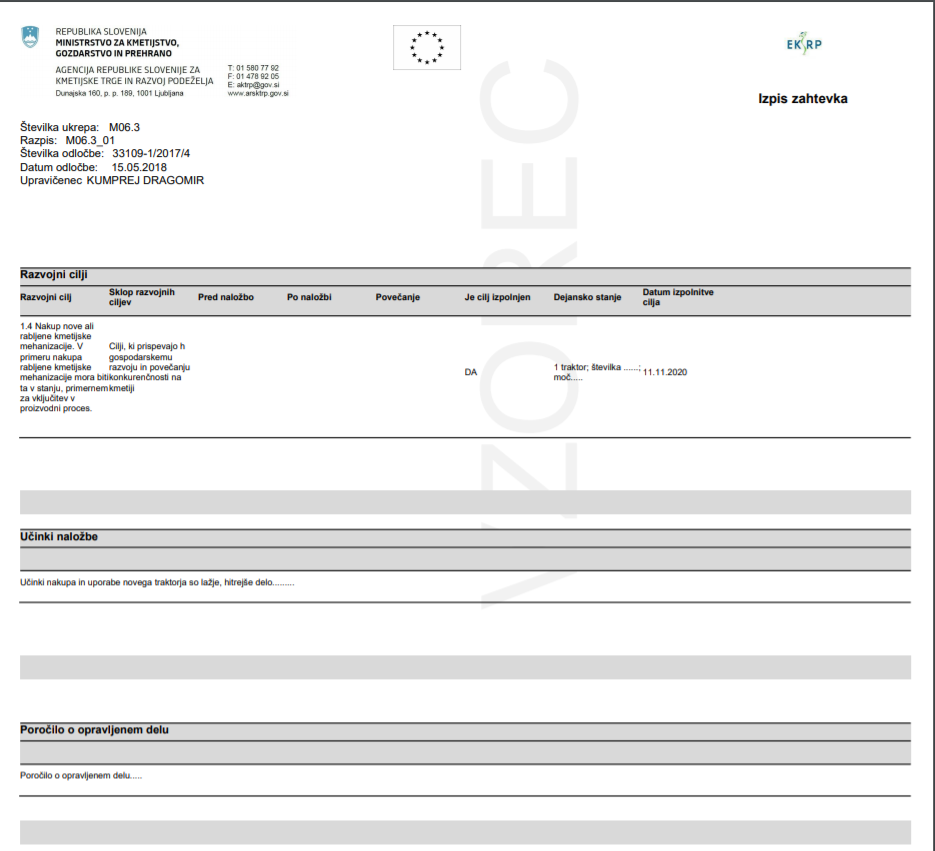 REPUBLIKA SLOVENIJA
MINISTRSTVO ZA KMETIJSTVO,
GOZDARSTVO IN PREHRANO
AGENCIJA REPUBLIKE SLOVENIJE ZA
KMETIJSKE TRGE IN RAZVOJ PODEŽELJA
Dunajska 160, p. p. 189, 1001 Ljubljana
T: 01 580 77 92
F: 01 478 92 05
E: aktrp@gov.si
www.arsktrp.gov.si
EKSRP
Izpis zahtevka
Številka ukrepa: M06.3
Razpis: M06.3_01
Številka odločbe: 33109-1/2017/4
Datum odločbe: 15.05.2018
Upravičenec KUMPREJ DRAGOMIR
VZOREC
Razvojni cilji
Razvojni cilj
Sklop razvojnih
ciljev
Pred naložbo
Po naložbi
Povečanje
Je cilj izpolnjen
Dejansko stanje
Datum izpolnitve
cilja
1.4 Nakup nove ali
rabljene kmetijske
mehanizacije. V
primeru nakupa
rabljene kmetijske
mehanizacije mora biti
ta v stanju, primernem
za vključitev v
proizvodni proces.
Cilji, ki prispevajo h
gospodarskemu
razvoju in povečanju
konkurenčnosti na
kmetiji
DA
1 traktor; številka ......;
moč.....
11.11.2020
Učinki naložbe
Učinki nakupa in uporabe novega traktorja so lažje, hitrejše delo.........
Poročilo o opravljenem delu
Poročilo o opravljenem delu.....